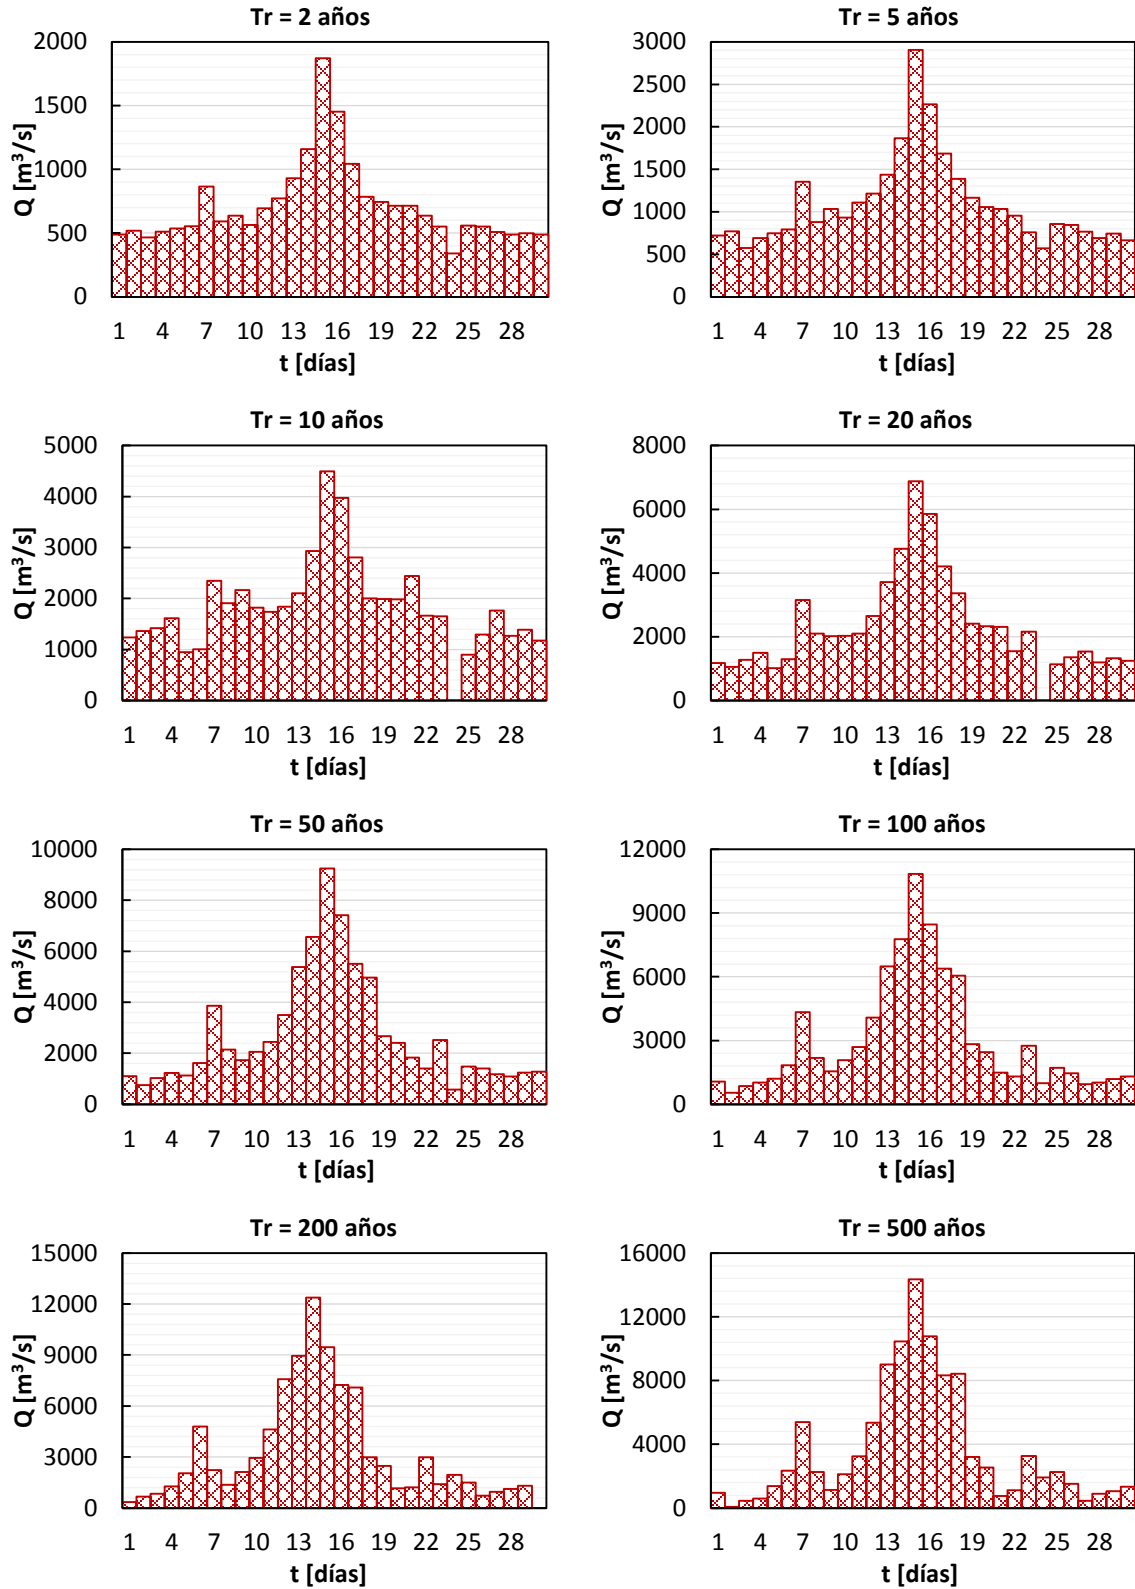 Tr = 2 años
Q [m³/s]
2000
1500
1000
500
0
1 4 7 10 13 16 19 22 25 28
t [días]
Tr = 5 años
Q [m³/s]
3000
2500
2000
1500
1000
500
0
1 4 7 10 13 16 19 22 25 28
t [días]
Tr = 10 años
Q [m³/s]
5000
4000
3000
2000
1000
0
1 4 7 10 13 16 19 22 25 28
t [días]
Tr = 20 años
Q [m³/s]
8000
6000
4000
2000
0
1 4 7 10 13 16 19 22 25 28
t [días]
Tr = 50 años
Q [m³/s]
10000
8000
6000
4000
2000
0
1 4 7 10 13 16 19 22 25 28
t [días]
Tr = 100 años
Q [m³/s]
12000
9000
6000
3000
0
1 4 7 10 13 16 19 22 25 28
t [días]
Tr = 200 años
Q [m³/s]
15000
12000
9000
6000
3000
0
1 4 7 10 13 16 19 22 25 28
t [días]
Tr = 500 años
Q [m³/s]
16000
12000
8000
4000
0
1 4 7 10 13 16 19 22 25 28
t [días]